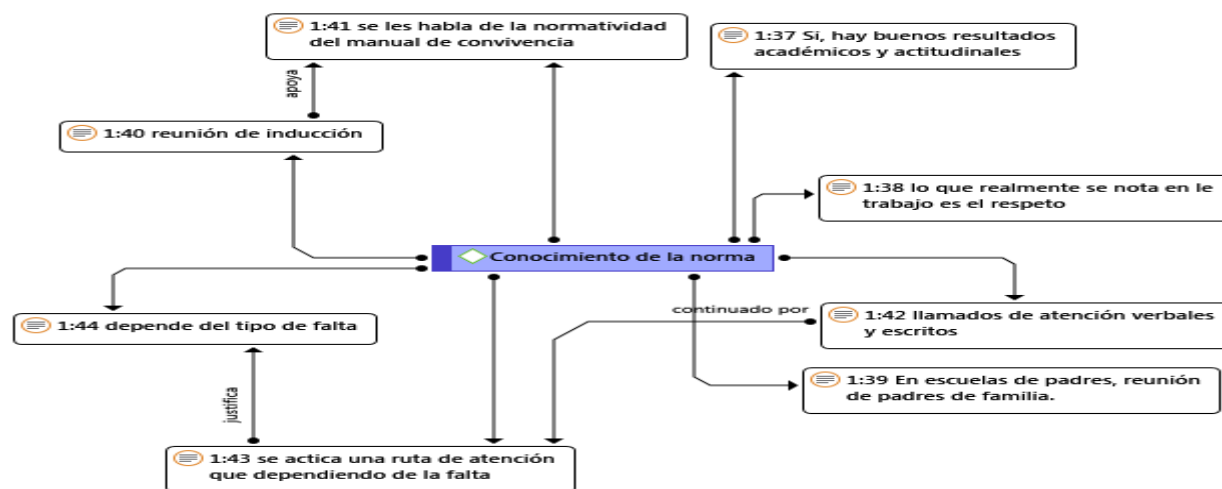 1:41 se les habla de la normatividad
del manual de convivencia
1:37 Sí, hay buenos resultados
académicos y actitudinales
apoya
1:40 reunión de inducción
1:38 lo que realmente se nota en le
trabajo es el respeto
Conocimiento de la norma
continuado por
1:44 depende del tipo de falta
1:42 llamados de atención verbales
y escritos
1:39 En escuelas de padres, reunión
de padres de familia.
justifica
1:43 se actica una ruta de atención
que dependiendo de la falta